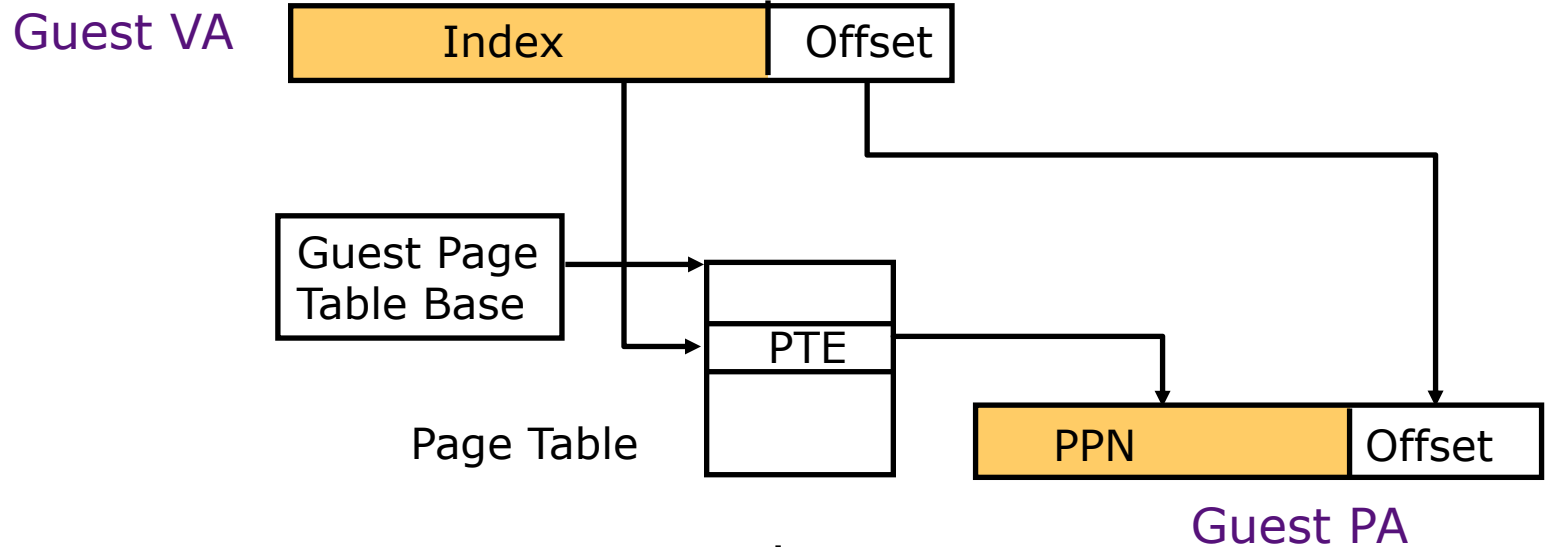 Guest VA
Index
Offset
Guest Page
Table Base
PTE
Page Table
PPN
Offset
Guest PA